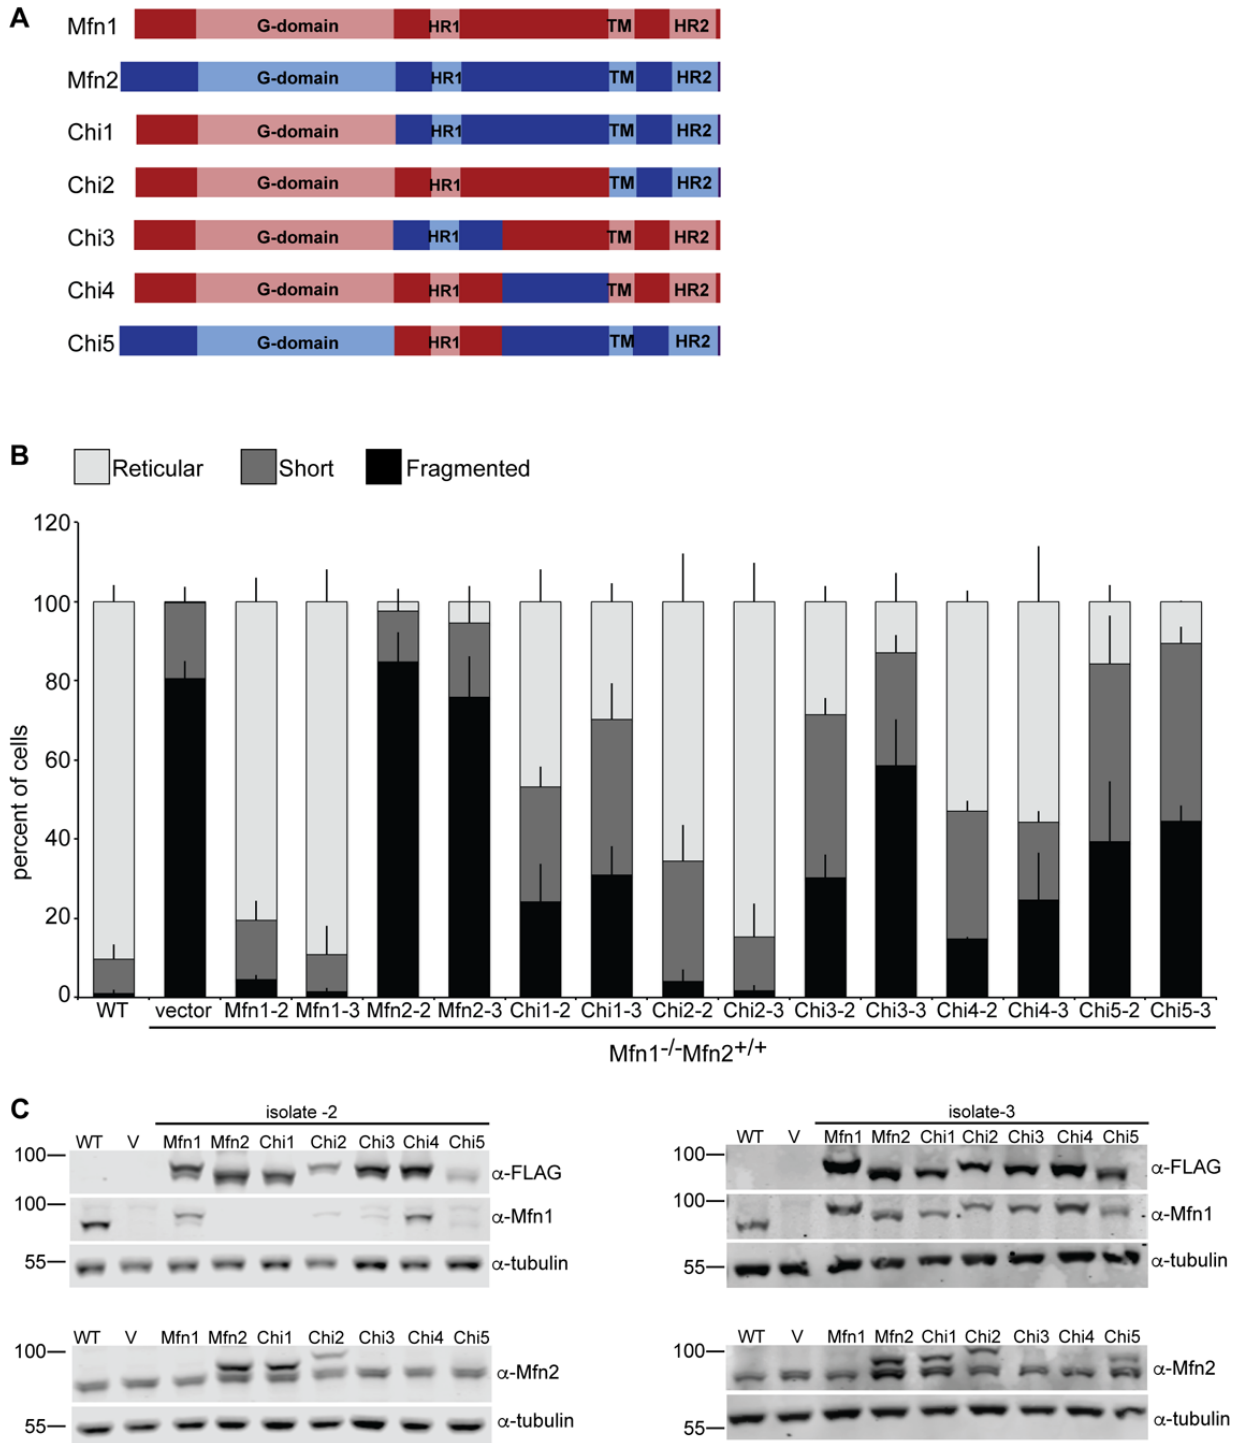 A
Mfn1 G-domain HR1 TM HR2
Mfn2 G-domain HR1 TM HR2
Chi1 G-domain HR1 TM HR2
Chi2 G-domain HR1 TM HR2
Chi3 G-domain HR1 TM HR2
Chi4 G-domain HR1 TM HR2
Chi5 G-domain HR1 TM HR2
B
Reticular Short Fragmented
percent of cells
120
100
80
60
40
20
0
WT vector Mfn1-2 Mfn1-3 Mfn2-2 Mfn2-3 Chi1-2 Chi1-3 Chi2-2 Chi2-3 Chi3-2 Chi3-3 Chi4-2 Chi4-3 Chi5-2 Chi5-3
Mfn1-/-Mfn2+/+
C
isolate -2
WT V Mfn1 Mfn2 Chi1 Chi2 Chi3 Chi4 Chi5
100 α-FLAG
100 α-Mfn1
55 α-tubulin
WT V Mfn1 Mfn2 Chi1 Chi2 Chi3 Chi4 Chi5
100 α-Mfn2
55 α-tubulin
isolate-3
WT V Mfn1 Mfn2 Chi1 Chi2 Chi3 Chi4 Chi5
100 α-FLAG
100 α-Mfn1
55 α-tubulin
WT V Mfn1 Mfn2 Chi1 Chi2 Chi3 Chi4 Chi5
100 α-Mfn2
55 α-tubulin